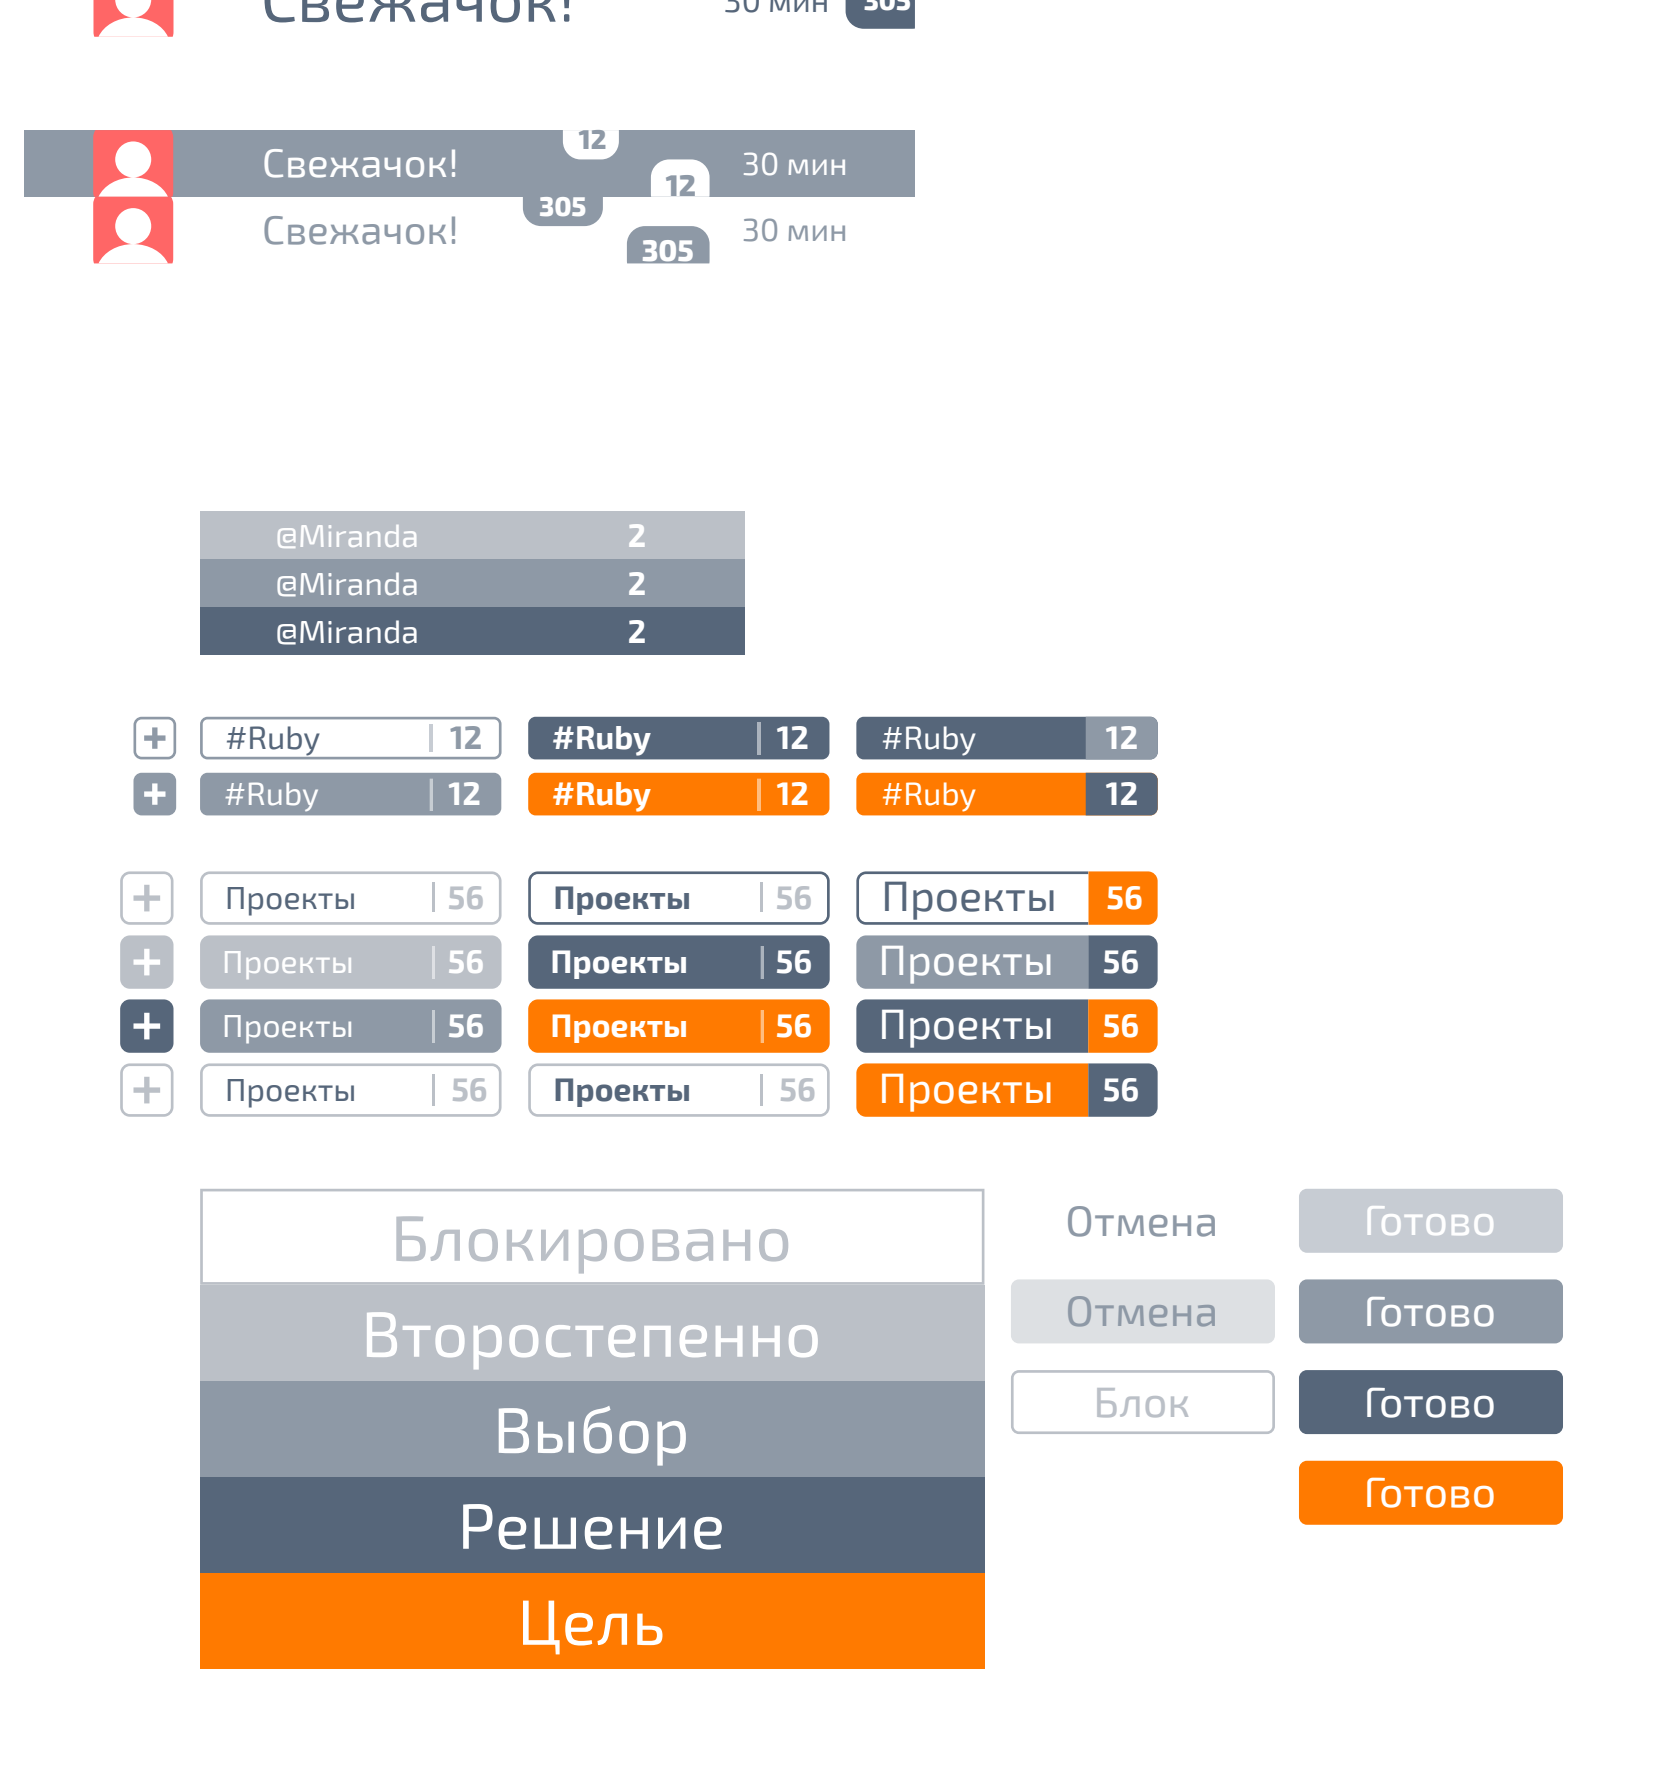 Свежачок! 30 мин 305
12
Свежачок! 12 30 мин
305
Свежачок! 305 30 мин
@Miranda 2
@Miranda 2
@Miranda 2
+ #Ruby 12 #Ruby 12 #Ruby 12
+ #Ruby 12 #Ruby 12 #Ruby 12
+ Проекты 56 Проекты 56 Проекты 56
+ Проекты 56 Проекты 56 Проекты 56
+ Проекты 56 Проекты 56 Проекты 56
+ Проекты 56 Проекты 56 Проекты 56
Блокировано
Второстепенно
Выбор
Решение
Цель
Отмена Готово
Отмена Готово
Блок Готово
Готово